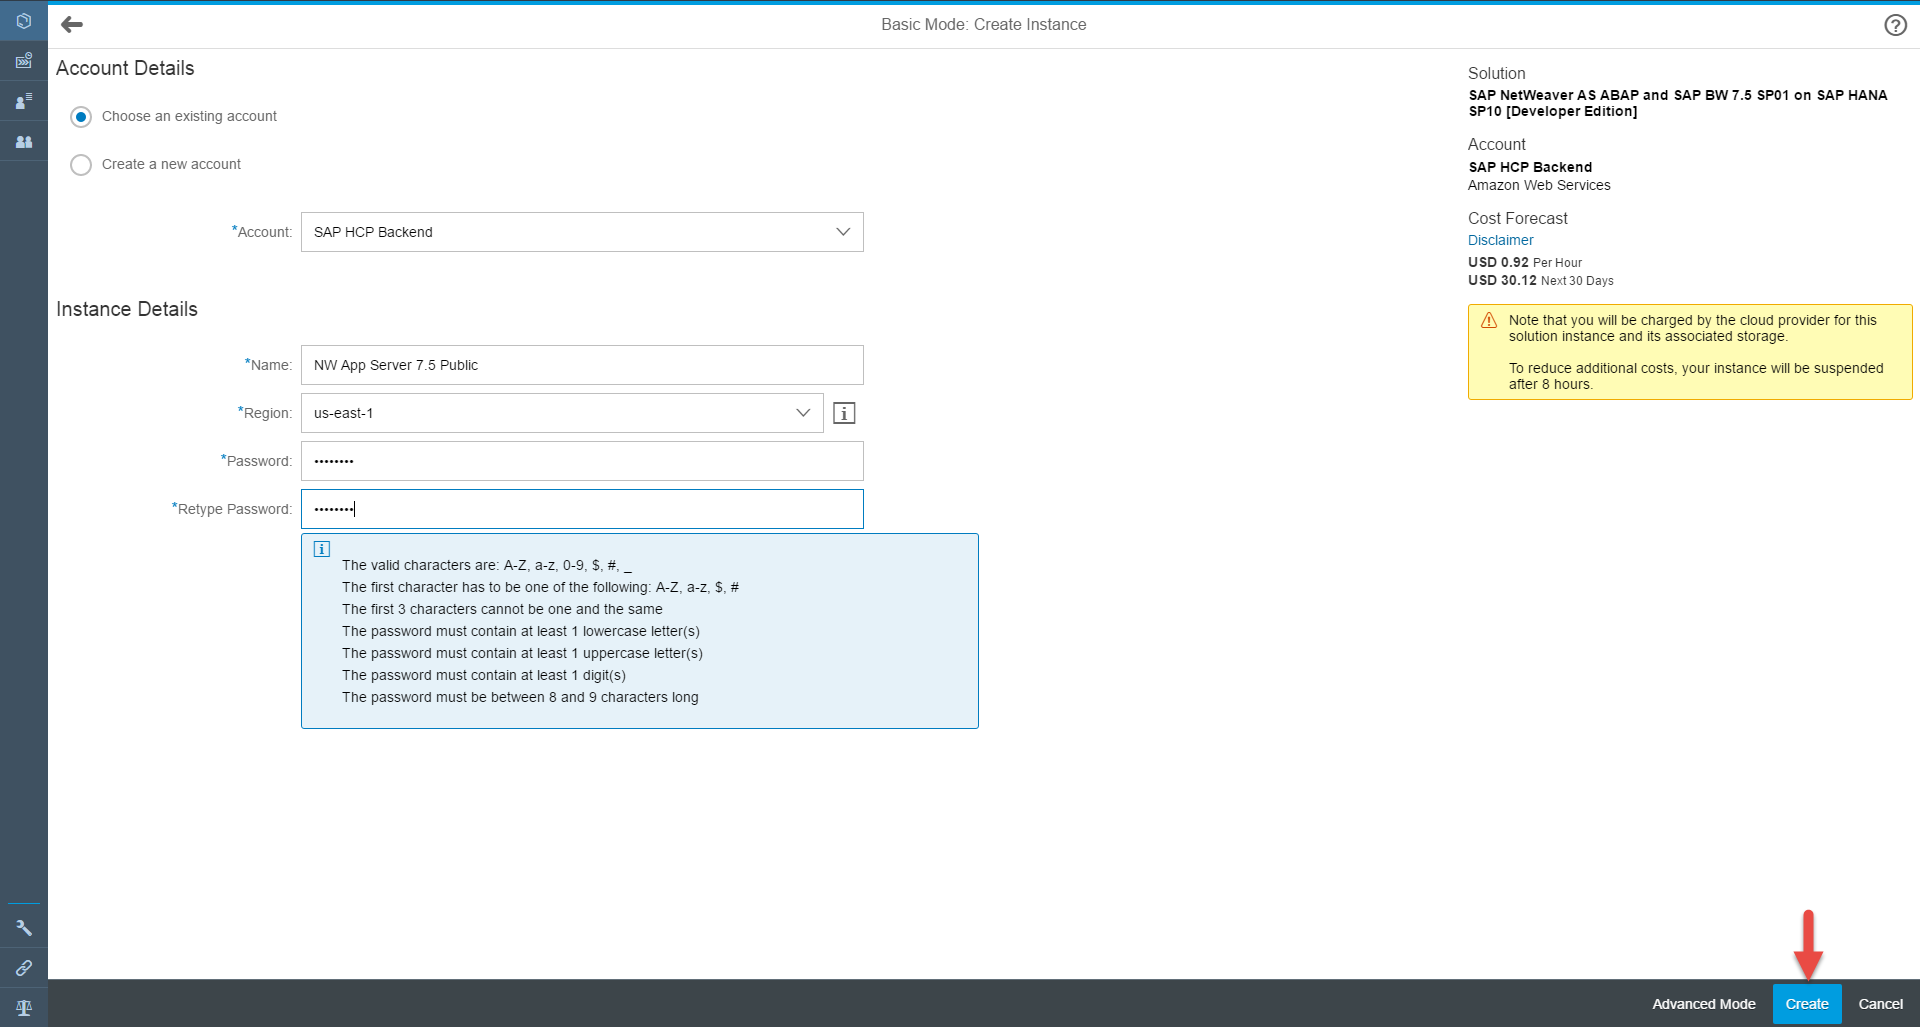 Basic Mode: Create Instance
Account Details
Choose an existing account
Create a new account
*Account:
SAP HCP Backend
Instance Details
*Name:
NW App Server 7.5 Public
*Region:
us-east-1
*Password:
••••••••
*Retype Password:
••••••••
The valid characters are: A-Z, a-z, 0-9, $, #, _
The first character has to be one of the following: A-Z, a-z, $, #
The first 3 characters cannot be one and the same
The password must contain at least 1 lowercase letter(s)
The password must contain at least 1 uppercase letter(s)
The password must contain at least 1 digit(s)
The password must be between 8 and 9 characters long
Solution
SAP NetWeaver AS ABAP and SAP BW 7.5 SP01 on SAP HANA
SP10 [Developer Edition]
Account
SAP HCP Backend
Amazon Web Services
Cost Forecast
Disclaimer
USD 0.92 Per Hour
USD 30.12 Next 30 Days
Note that you will be charged by the cloud provider for this
solution instance and its associated storage.
To reduce additional costs, your instance will be suspended
after 8 hours.
Advanced Mode
Create
Cancel